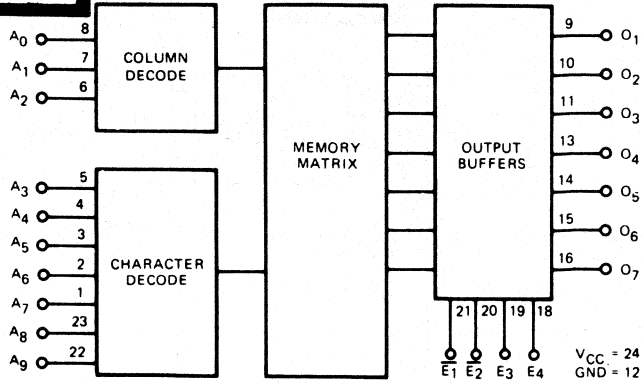 A0 8
A1 7
A2 6
COLUMN
DECODE
A3 5
A4 4
A5 3
A6 2
A7 1
A8 23
A9 22
CHARACTER
DECODE
MEMORY
MATRIX
OUTPUT
BUFFERS
9 O1
10 O2
11 O3
13 O4
14 O5
15 O6
16 O7
21 20 19 18
E̅1 E̅2 E3 E4
VCC = 24
GND = 12